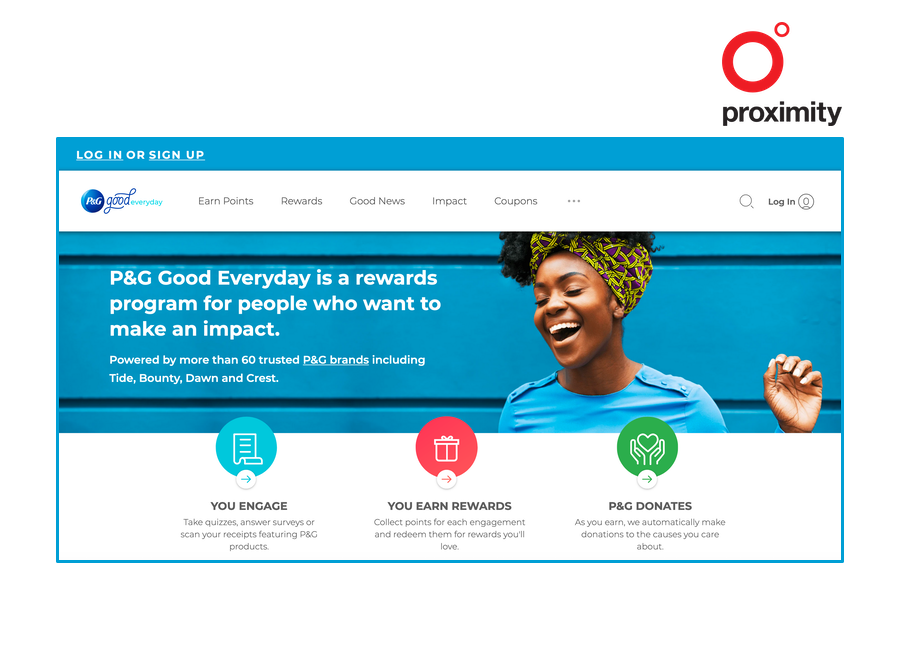 proximity
LOG IN OR SIGN UP
P&G good everyday
Earn Points
Rewards
Good News
Impact
Coupons
Log In
P&G Good Everyday is a rewards
program for people who want to
make an impact.
Powered by more than 60 trusted P&G brands including
Tide, Bounty, Dawn and Crest.
YOU ENGAGE
Take quizzes, answer surveys or
scan your receipts featuring P&G
products.
YOU EARN REWARDS
Collect points for each engagement
and redeem them for rewards you'll
love.
P&G DONATES
As you earn, we automatically make
donations to the causes you care
about.